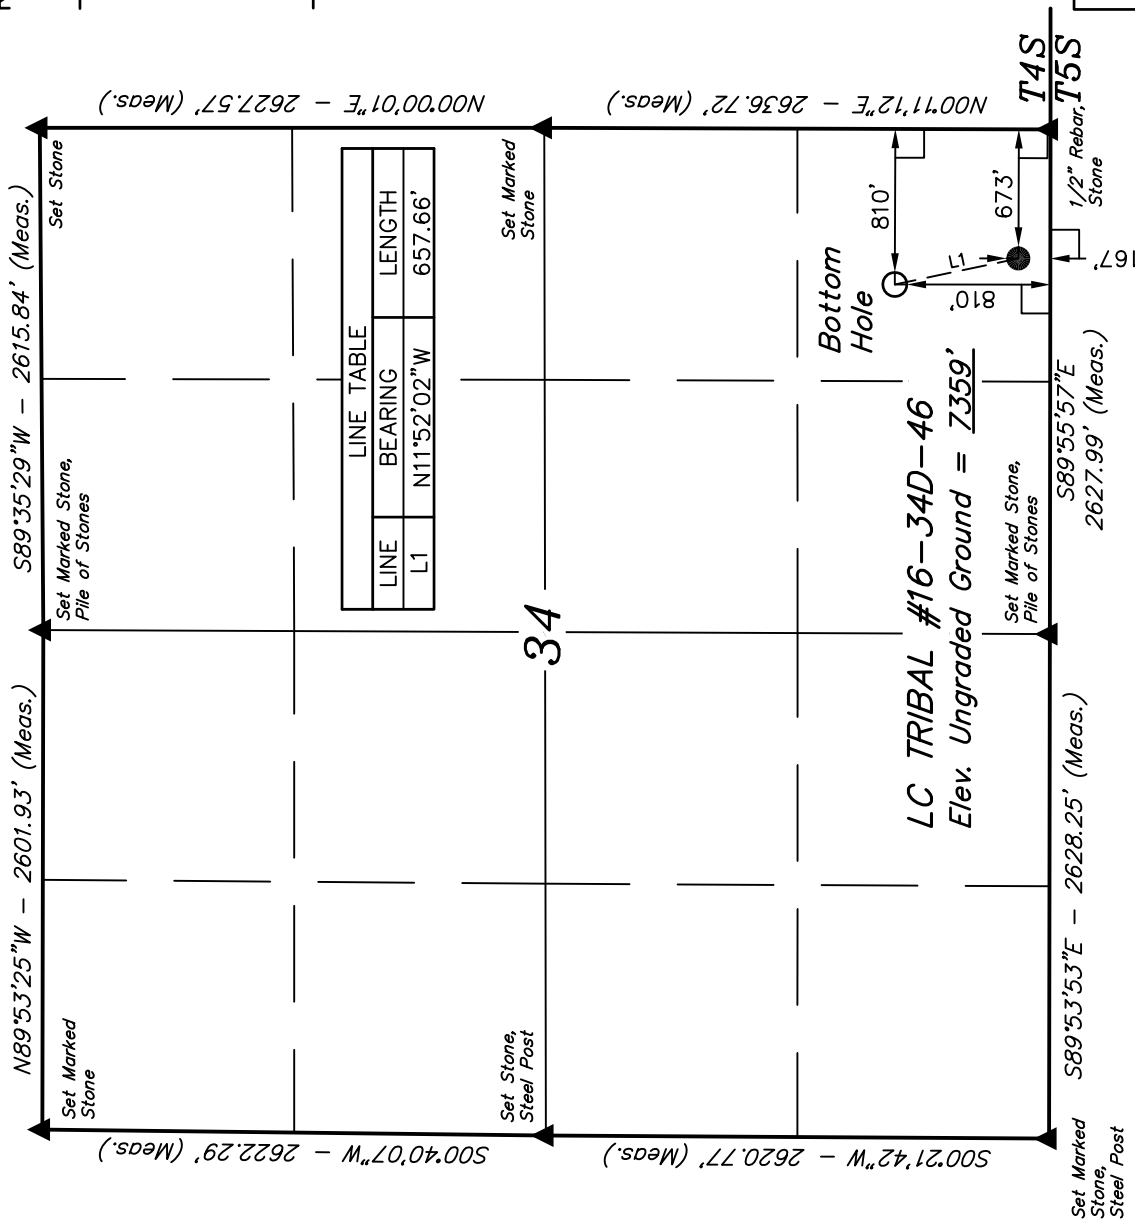 N89°53'25"W - 2601.93' (Meas.)
S89°35'29"W - 2615.84' (Meas.)
Set Marked
Stone
Set Marked Stone,
Pile of Stones
Set Stone
S00°40'07"W - 2622.29' (Meas.)
N00°00'01"E - 2627.57' (Meas.)
LINE TABLE
LINE BEARING LENGTH
L1 N11°52'02"W 657.66'
Set Stone,
Steel Post
34
Set Marked
Stone
S00°21'42"W - 2620.77' (Meas.)
N00°11'12"E - 2636.72' (Meas.)
LC TRIBAL #16-34D-46
Elev. Ungraded Ground = 7359'
Bottom
Hole
810'
L1
810'
673'
167'
T4S
T5S
Set Marked Stone,
Pile of Stones
1/2" Rebar,
Stone
Set Marked
Stone,
Steel Post
S89°53'53"E - 2628.25' (Meas.)
S89°55'57"E
2627.99' (Meas.)